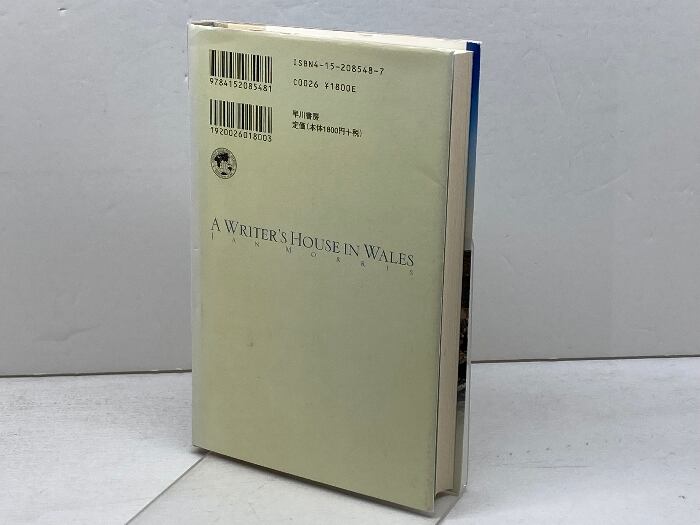 ISBN4-15-208548-7
9784152085481
C0026 ¥1800E
早川書房
定価(本体1800円+税)
1920026018003
A WRITER'S HOUSE IN WALES
JAN MORRIS